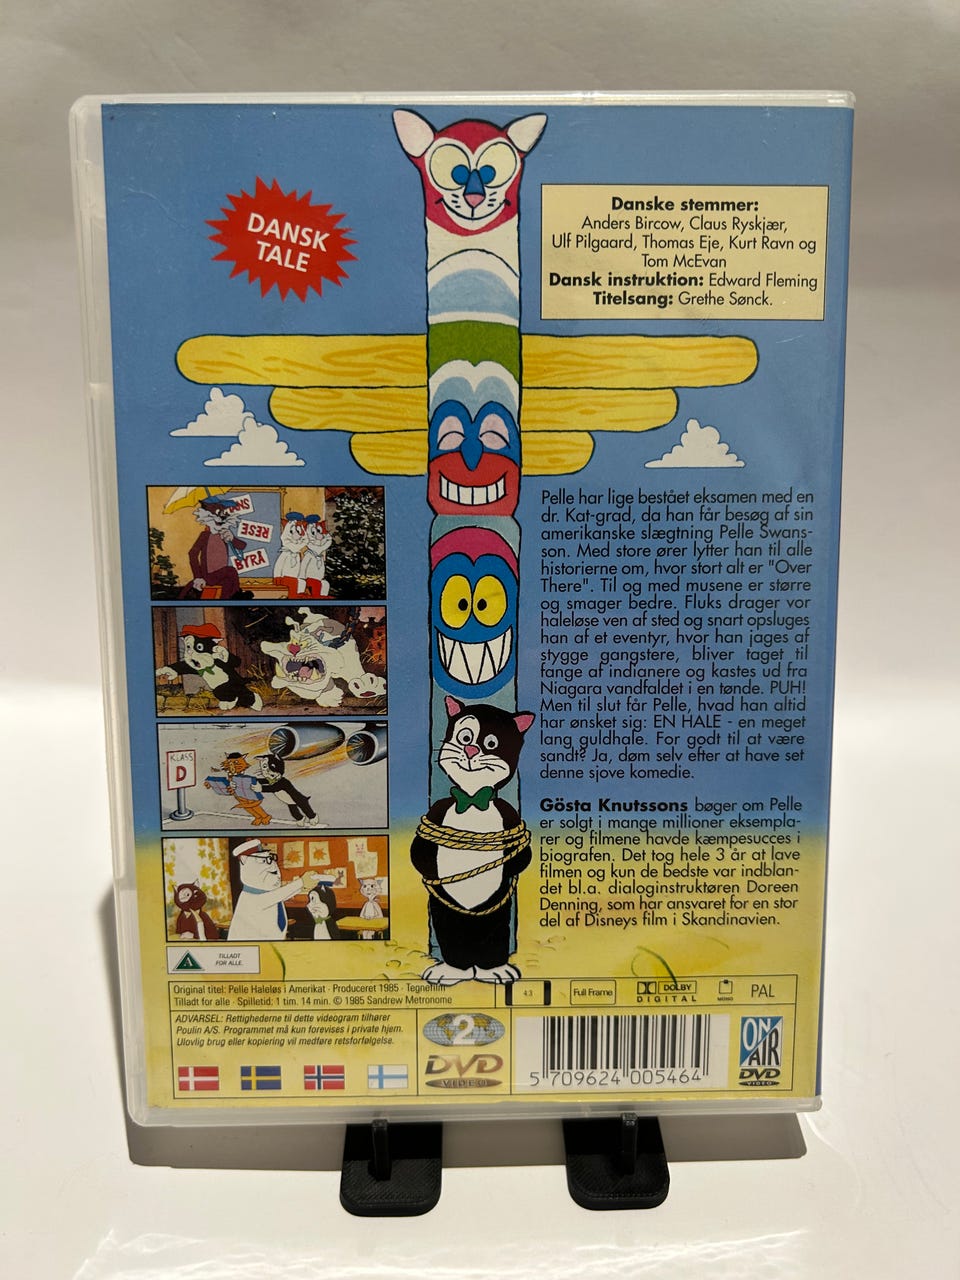 DANSK
TALE
Danske stemmer:
Anders Bircow, Claus Ryskjær,
Ulf Pilgaard, Thomas Eje, Kurt Ravn og
Tom McEvan
Dansk instruktion: Edward Fleming
Titelsang: Grethe Sønck.
SNABB
RESE
BYRÅ
KLASS
D
Pelle har lige bestået eksamen med en
dr. Kat-grad, da han får besøg af sin
amerikanske slægtning Pelle Swans-
son. Med store ører lytter han til alle
historierne om, hvor stort alt er "Over
There". Til og med musene er større
og smager bedre. Fluks drager vor
haleløse ven af sted og snart opsluges
han af et eventyr, hvor han jages af
stygge gangstere, bliver taget til
fange af indianere og kastes ud fra
Niagara vandfaldet i en tønde. PUH!
Men til slut får Pelle, hvad han altid
har ønsket sig: EN HALE - en meget
lang guldhale. For godt til at være
sandt? Ja, døm selv efter at have set
denne sjove komedie.
Gösta Knutssons bøger om Pelle
er solgt i mange millioner eksempla-
rer og filmene havde kæmpesucces i
biografen. Det tog hele 3 år at lave
filmen og kun de bedste var indblan-
det bl.a. dialoginstruktøren Doreen
Denning, som har ansvaret for en stor
del af Disneys film i Skandinavien.
A
TILLADT
FOR ALLE.
Original titel: Pelle Haleløs i Amerikat · Produceret 1985 · Tegnefilm
Tilladt for alle · Spilletid: 1 tim. 14 min. © 1985 Sandrew Metronome
4:3
Full Frame
DOLBY
DIGITAL
MONO
PAL
ADVARSEL: Rettighederne til dette videogram tilhører
Poulin A/S. Programmet må kun forevises i private hjem.
Ulovlig brug eller kopiering vil medføre retsforfølgelse.
2
DVD
VIDEO
5 709624 005464
ON
AIR
DVD
VIDEO